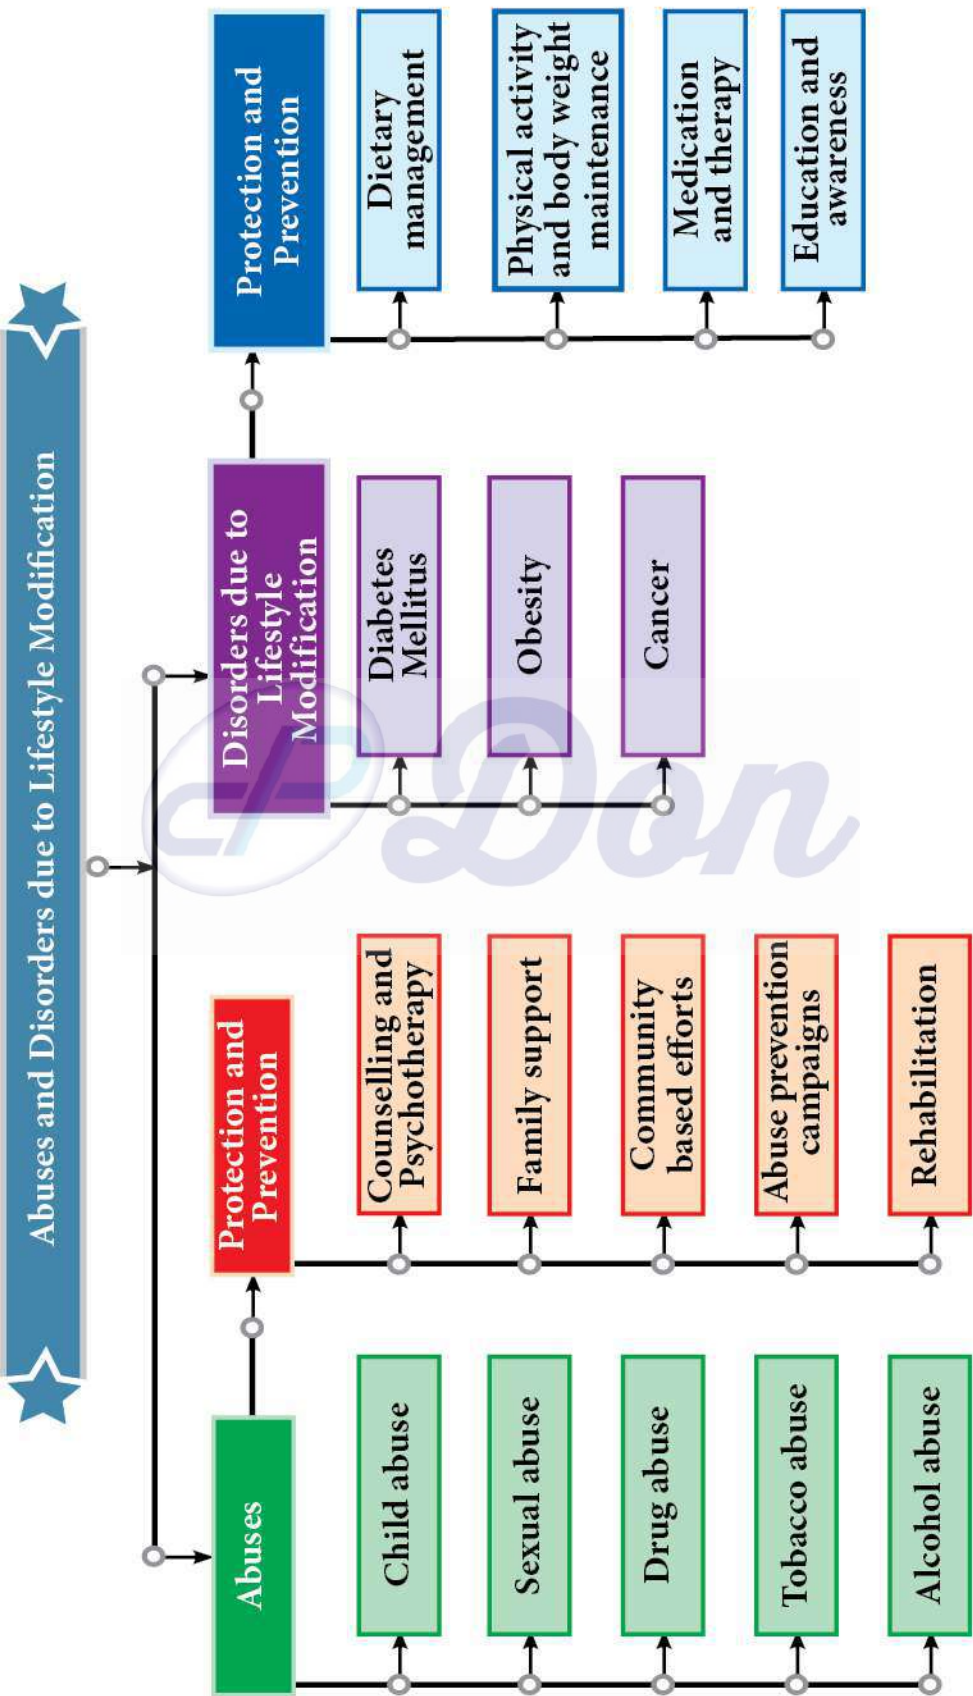 Abuses and Disorders due to Lifestyle Modification
Abuses
Child abuse
Sexual abuse
Drug abuse
Tobacco abuse
Alcohol abuse
Protection and
Prevention
Counselling and
Psychotherapy
Family support
Community
based efforts
Abuse prevention
campaigns
Rehabilitation
Disorders due to
Lifestyle
Modification
Diabetes
Mellitus
Obesity
Cancer
Protection and
Prevention
Dietary
management
Physical activity
and body weight
maintenance
Medication
and therapy
Education and
awareness
Don